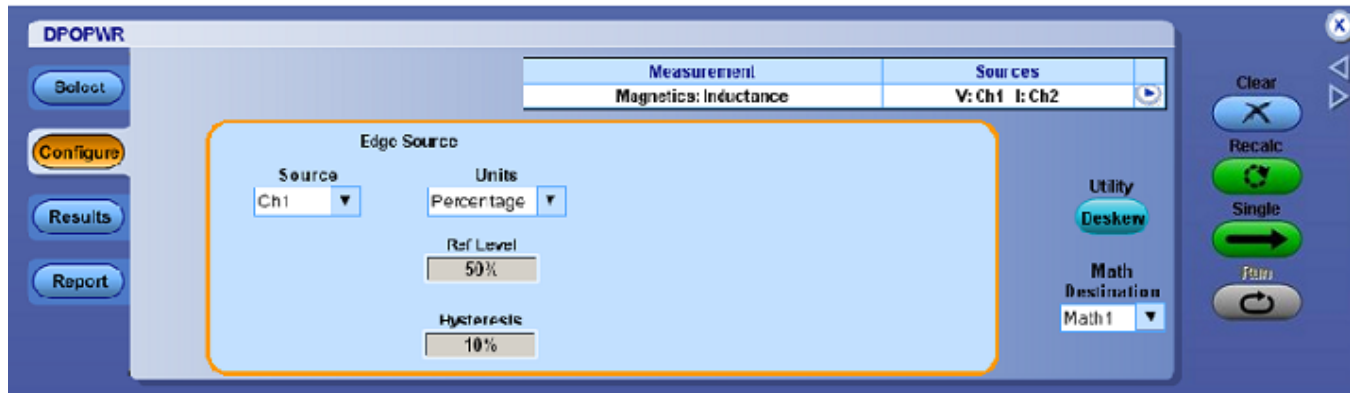 DPOPWR
Select
Configure
Results
Report
Measurement Sources
Magnetics: Inductance V: Ch1 I: Ch2
Edge Source
Source Units
Ch1 Percentage
Ref Level
50%
Hysteresis
10%
Utility
Deskew
Math
Destination
Math1
Clear
Recalc
Single
Run